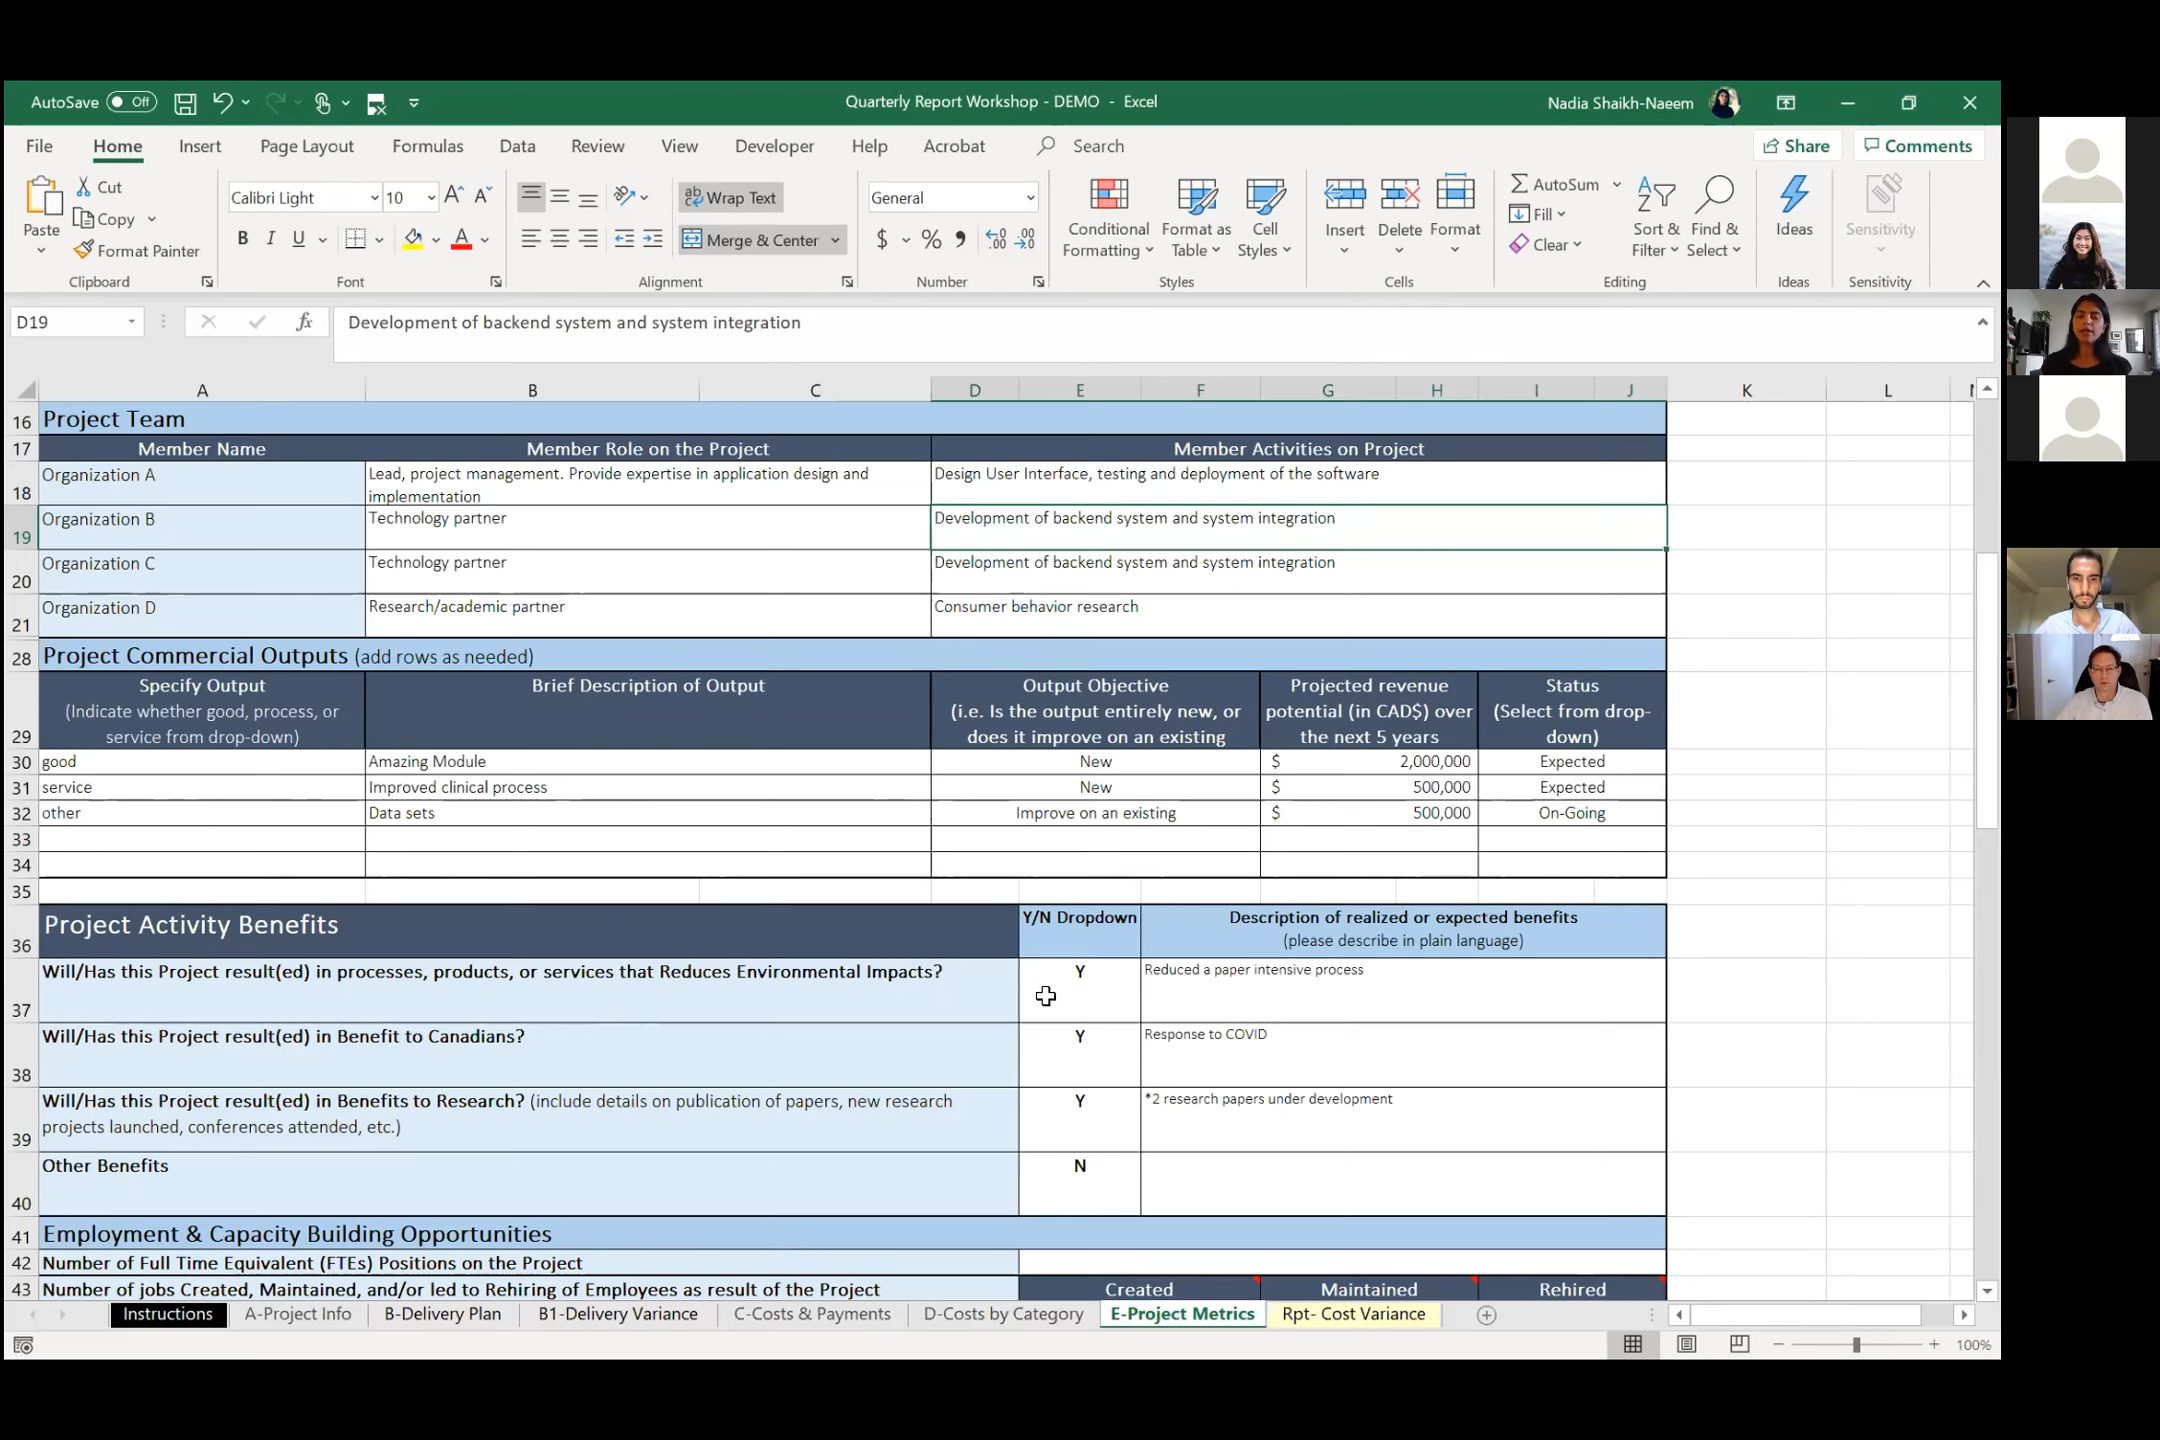 AutoSave Off
Quarterly Report Workshop - DEMO - Excel
Nadia Shaikh-Naeem
File Home Insert Page Layout Formulas Data Review View Developer Help Acrobat Search Share Comments
Paste
Cut
Copy
Format Painter
Clipboard
Calibri Light 10
B I U
Font
Wrap Text
Merge & Center
Alignment
General
$ % 9
Number
Conditional Formatting
Format as Table
Cell Styles
Styles
Insert Delete Format
Cells
AutoSum
Fill
Clear
Sort & Filter
Find & Select
Editing
Ideas
Ideas
Sensitivity
Sensitivity
D19 fx Development of backend system and system integration
A B C D E F G H I J K L
16 Project Team
17 Member Name Member Role on the Project Member Activities on Project
18 Organization A Lead, project management. Provide expertise in application design and implementation Design User Interface, testing and deployment of the software
19 Organization B Technology partner Development of backend system and system integration
20 Organization C Technology partner Development of backend system and system integration
21 Organization D Research/academic partner Consumer behavior research
28 Project Commercial Outputs (add rows as needed)
29 Specify Output (Indicate whether good, process, or service from drop-down) Brief Description of Output Output Objective (i.e. Is the output entirely new, or does it improve on an existing Projected revenue potential (in CAD$) over the next 5 years Status (Select from drop-down)
30 good Amazing Module New $ 2,000,000 Expected
31 service Improved clinical process New $ 500,000 Expected
32 other Data sets Improve on an existing $ 500,000 On-Going
33
34
35
36 Project Activity Benefits Y/N Dropdown Description of realized or expected benefits (please describe in plain language)
37 Will/Has this Project result(ed) in processes, products, or services that Reduces Environmental Impacts? Y Reduced a paper intensive process
38 Will/Has this Project result(ed) in Benefit to Canadians? Y Response to COVID
39 Will/Has this Project result(ed) in Benefits to Research? (include details on publication of papers, new research projects launched, conferences attended, etc.) Y *2 research papers under development
40 Other Benefits N
41 Employment & Capacity Building Opportunities
42 Number of Full Time Equivalent (FTEs) Positions on the Project
43 Number of jobs Created, Maintained, and/or led to Rehiring of Employees as result of the Project Created Maintained Rehired
Instructions A-Project Info B-Delivery Plan B1-Delivery Variance C-Costs & Payments D-Costs by Category E-Project Metrics Rpt- Cost Variance
100%